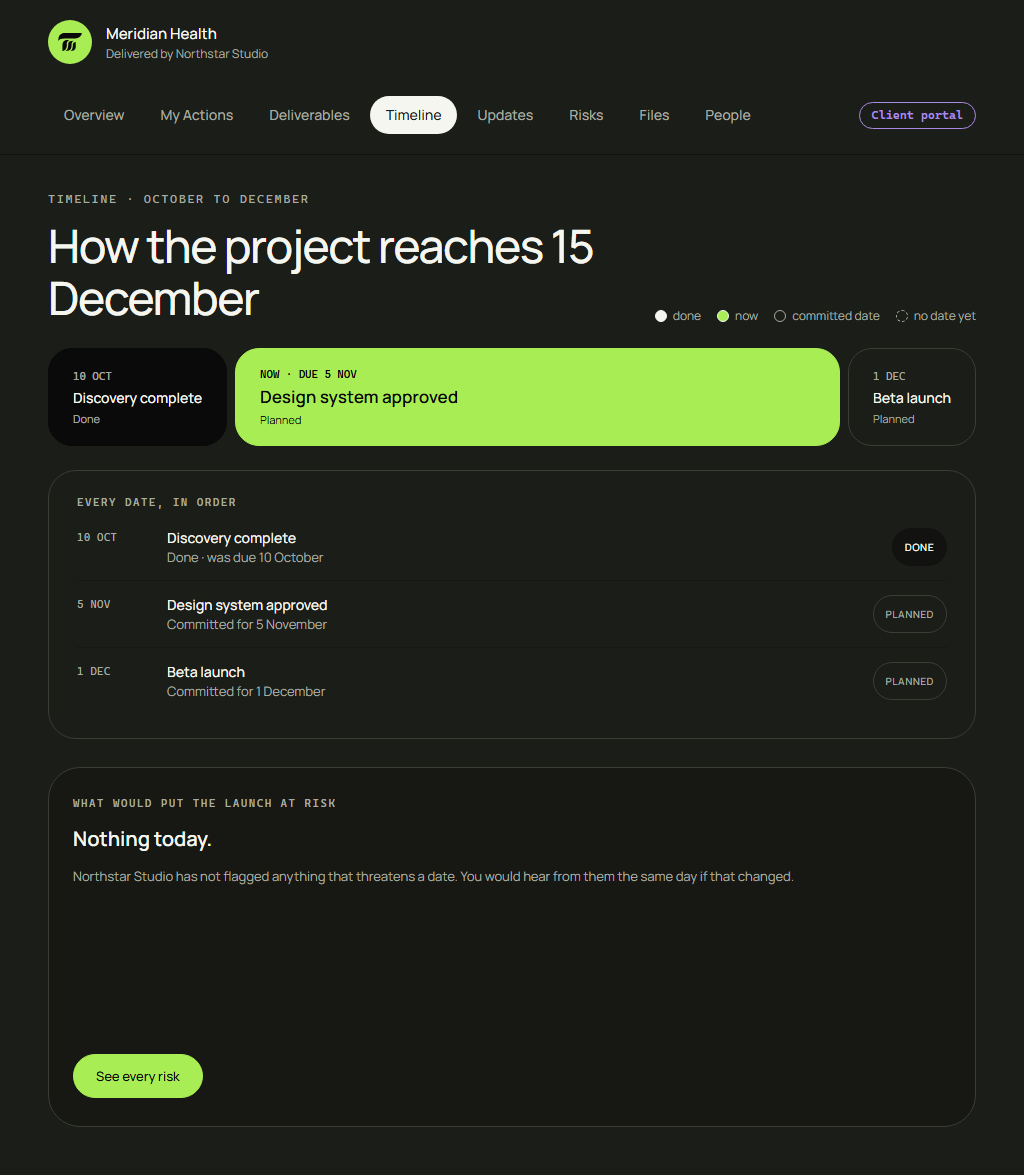 Meridian Health
Delivered by Northstar Studio
Overview
My Actions
Deliverables
Timeline
Updates
Risks
Files
People
Client portal
TIMELINE · OCTOBER TO DECEMBER
How the project reaches 15
December
done
now
committed date
no date yet
10 OCT
Discovery complete
Done
NOW · DUE 5 NOV
Design system approved
Planned
1 DEC
Beta launch
Planned
EVERY DATE, IN ORDER
10 OCT
Discovery complete
Done · was due 10 October
DONE
5 NOV
Design system approved
Committed for 5 November
PLANNED
1 DEC
Beta launch
Committed for 1 December
PLANNED
WHAT WOULD PUT THE LAUNCH AT RISK
Nothing today.
Northstar Studio has not flagged anything that threatens a date. You would hear from them the same day if that changed.
See every risk